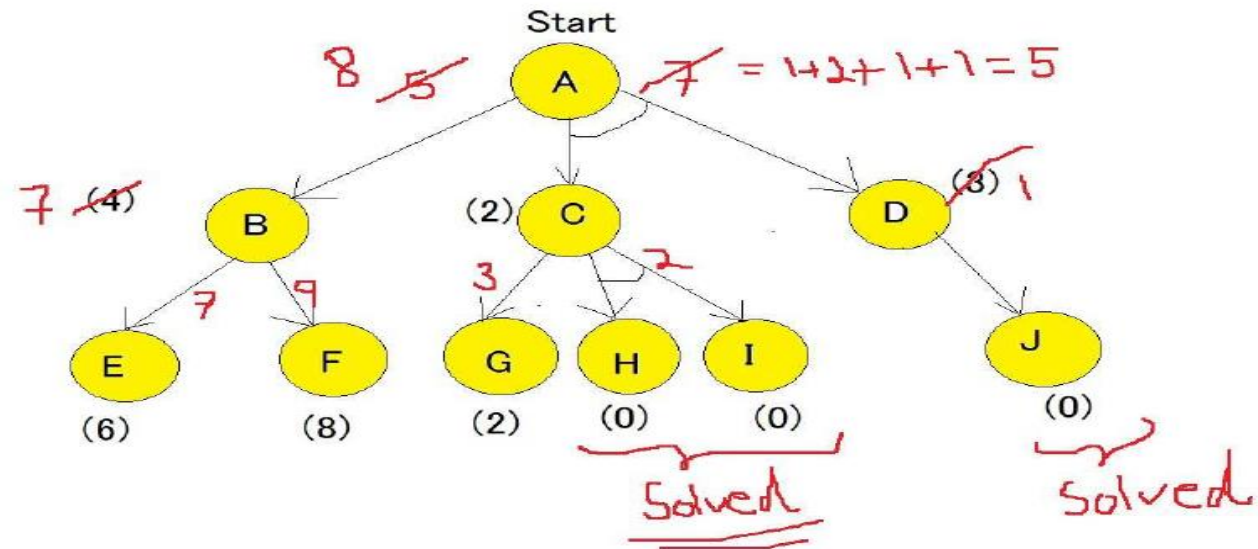 Start
8 5 A 7 = 1+2+1+1 = 5
7 (4) B (2) C D (3) 1
7 9 3 2
E F G H I J
(6) (8) (2) (0) (0) (0)
Solved Solved